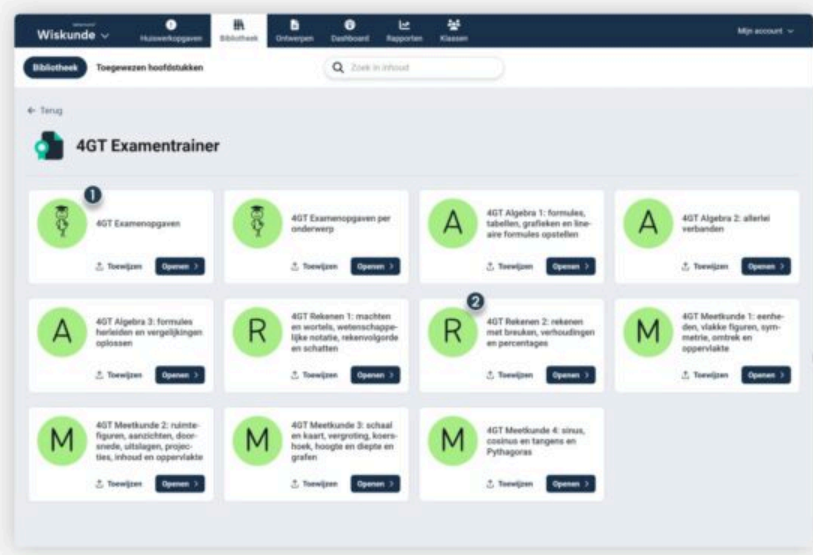 Wiskunde
Huiswerkopgaven
Bibliotheek
Ontwerpen
Dashboard
Rapporten
Klassen
Mijn account
Bibliotheek
Toegewezen hoofdstukken
Zoek in inhoud
← Terug
4GT Examentrainer
1
4GT Examenopgaven
Toewijzen
Openen >
4GT Examenopgaven per
onderwerp
Toewijzen
Openen >
A
4GT Algebra 1: formules,
tabellen, grafieken en line-
aire formules opstellen
Toewijzen
Openen >
A
4GT Algebra 2: allerlei
verbanden
Toewijzen
Openen >
A
4GT Algebra 3: formules
herleiden en vergelijkingen
oplossen
Toewijzen
Openen >
R
4GT Rekenen 1: machten
en wortels, wetenschappe-
lijke notatie, rekenvolgorde
en schatten
Toewijzen
Openen >
2
R
4GT Rekenen 2: rekenen
met breuken, verhoudingen
en percentages
Toewijzen
Openen >
M
4GT Meetkunde 1: eenhe-
den, vlakke figuren, sym-
metrie, omtrek en
oppervlakte
Toewijzen
Openen >
M
4GT Meetkunde 2: ruimte-
figuren, aanzichten, door-
snede, uitslagen, projec-
ties, inhoud en oppervlakte
Toewijzen
Openen >
M
4GT Meetkunde 3: schaal
en kaart, vergroting, koers-
hoek, hoogte en diepte en
grafen
Toewijzen
Openen >
M
4GT Meetkunde 4: sinus,
cosinus en tangens en
Pythagoras
Toewijzen
Openen >